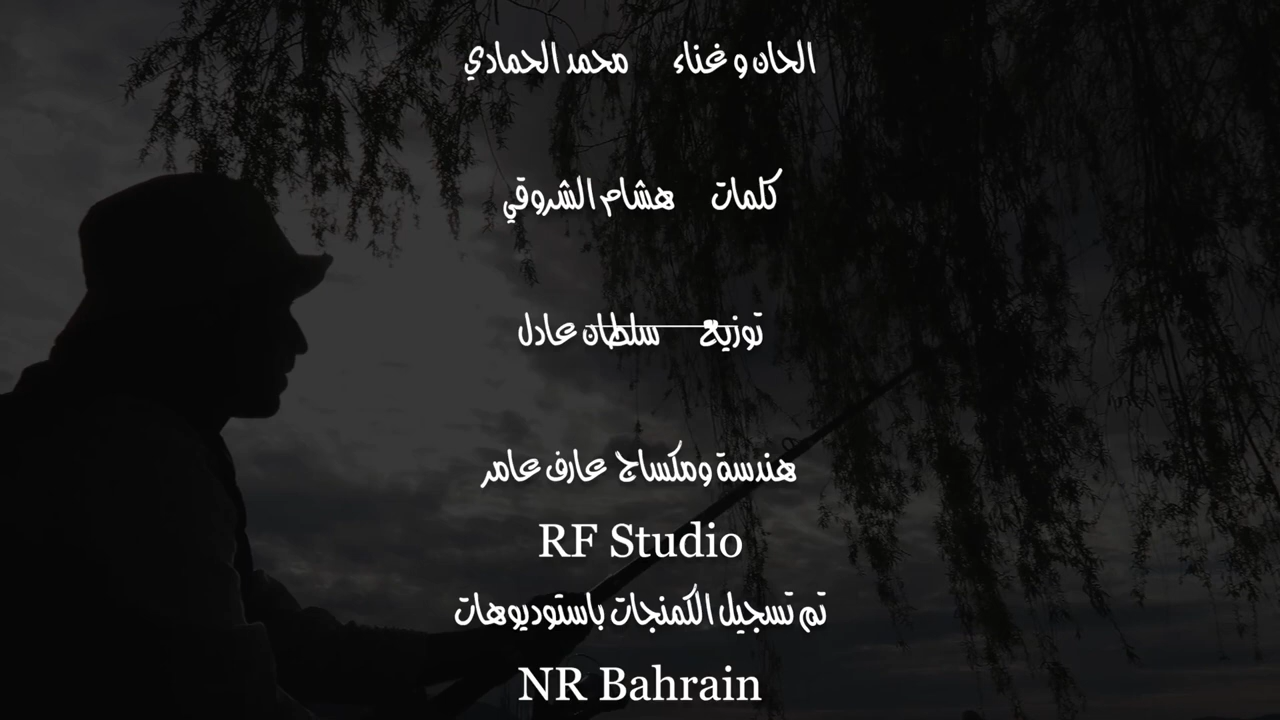 الحان و غناء محمد الحمادي
كلمات هشام الشروقي
توزيع سلطان عادل
هندسة ومكساج عارف عامر
RF Studio
تم تسجيل الكمنجات باستوديوهات
NR Bahrain